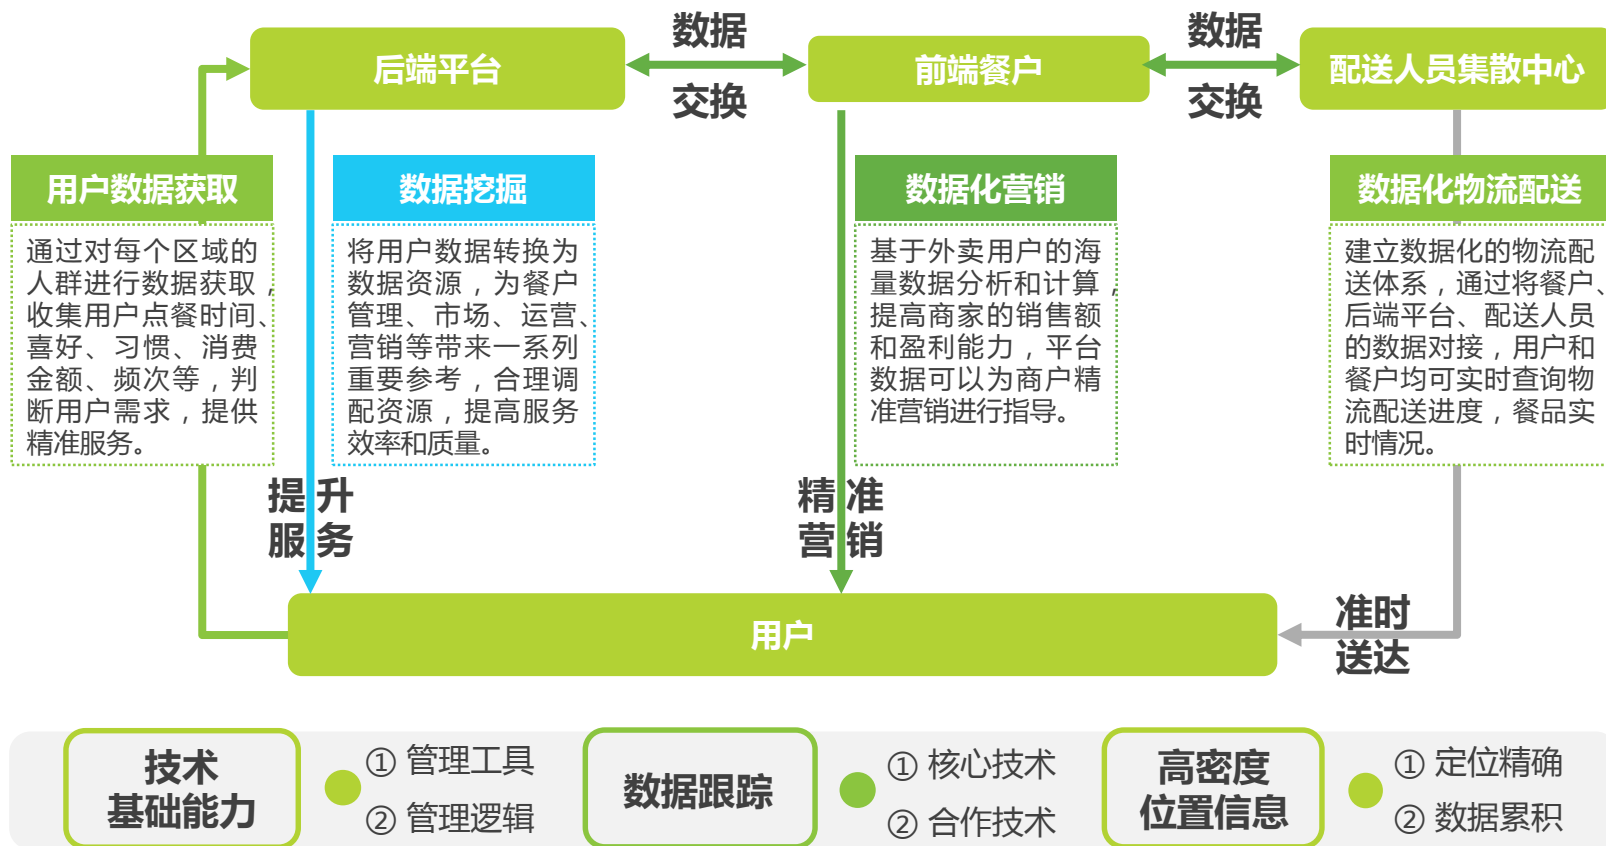 数据
交换
数据
交换
后端平台
前端餐户
配送人员集散中心
用户数据获取
通过对每个区域的
人群进行数据获取，
收集用户点餐时间、
喜好、习惯、消费
金额、频次等，判
断用户需求，提供
精准服务。
数据挖掘
将用户数据转换为
数据资源，为餐户
管理、市场、运营、
营销等带来一系列
重要参考，合理调
配资源，提高服务
效率和质量。
数据化营销
基于外卖用户的海
量数据分析和计算，
提高商家的销售额
和盈利能力，平台
数据可以为商户精
准营销进行指导。
数据化物流配送
建立数据化的物流配
送体系，通过将餐户、
后端平台、配送人员
的数据对接，用户和
餐户均可实时查询物
流配送进度，餐品实
时情况。
提升
服务
精准
营销
准时
送达
用户
技术
基础能力
① 管理工具
② 管理逻辑
数据跟踪
① 核心技术
② 合作技术
高密度
位置信息
① 定位精确
② 数据累积